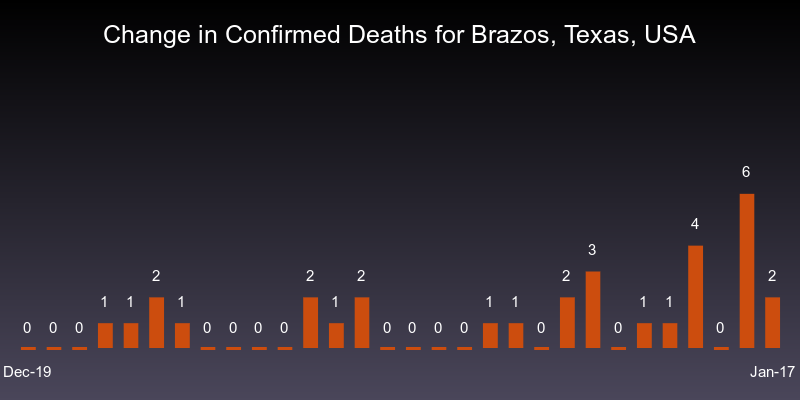 Change in Confirmed Deaths for Brazos, Texas, USA
6
4
3
2 2 2 2 2
1 1 1 1 1 1 1 1
0 0 0 0 0 0 0 0 0 0 0 0 0 0
Dec-19 Jan-17